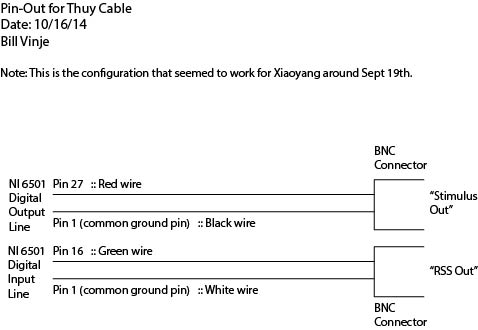 Pin-Out for Thuy Cable
Date: 10/16/14
Bill Vinje
Note: This is the configuration that seemed to work for Xiaoyang around Sept 19th.
BNC
Connector
NI 6501
Digital
Output
Line
Pin 27 :: Red wire
Pin 1 (common ground pin) :: Black wire
"Stimulus
Out"
NI 6501
Digital
Input
Line
Pin 16 :: Green wire
Pin 1 (common ground pin) :: White wire
"RSS Out"
BNC
Connector